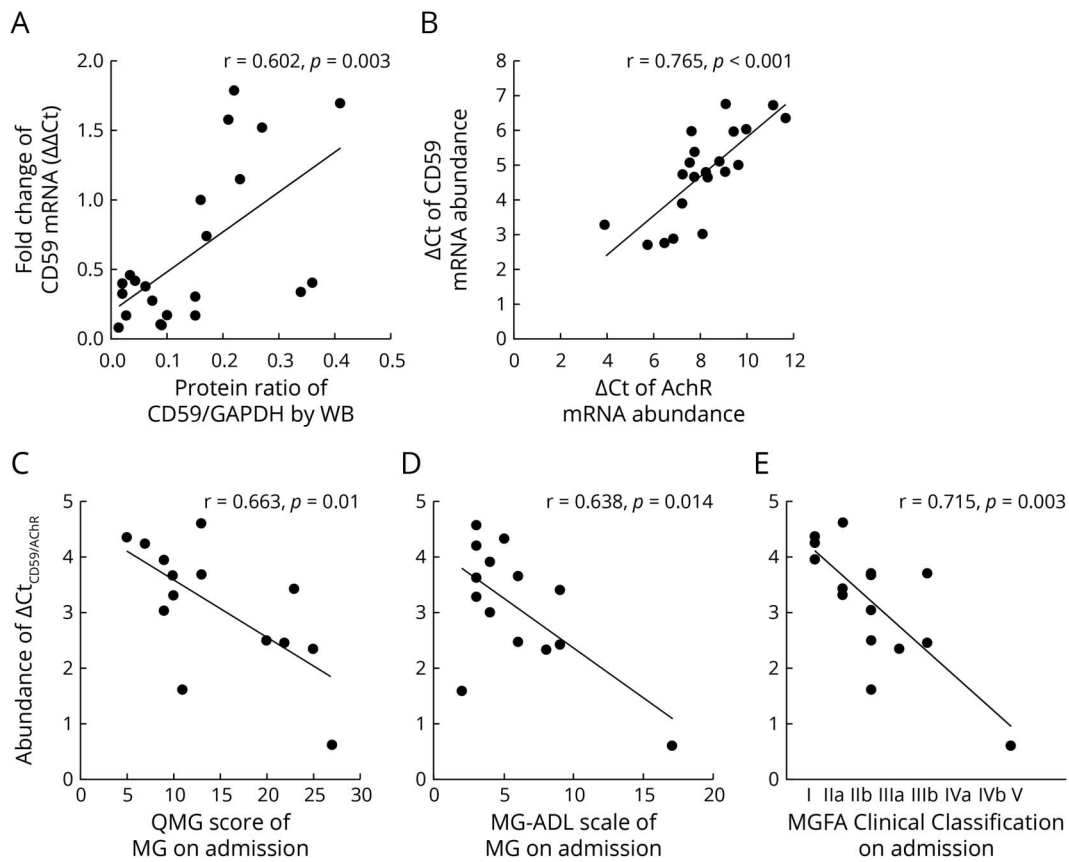 A
r = 0.602, p = 0.003
Fold change of
CD59 mRNA (ΔΔCt)
2.0
1.5
1.0
0.5
0.0
0.0 0.1 0.2 0.3 0.4 0.5
Protein ratio of
CD59/GAPDH by WB
B
r = 0.765, p < 0.001
ΔCt of CD59
mRNA abundance
8
7
6
5
4
3
2
1
0
0 2 4 6 8 10 12
ΔCt of AchR
mRNA abundance
C
r = 0.663, p = 0.01
Abundance of ΔCtCD59/AChR
5
4
3
2
1
0
0 5 10 15 20 25 30
QMG score of
MG on admission
D
r = 0.638, p = 0.014
5
4
3
2
1
0
0 5 10 15 20
MG-ADL scale of
MG on admission
E
r = 0.715, p = 0.003
5
4
3
2
1
0
I IIa IIb IIIa IIIb IVa IVb V
MGFA Clinical Classification
on admission